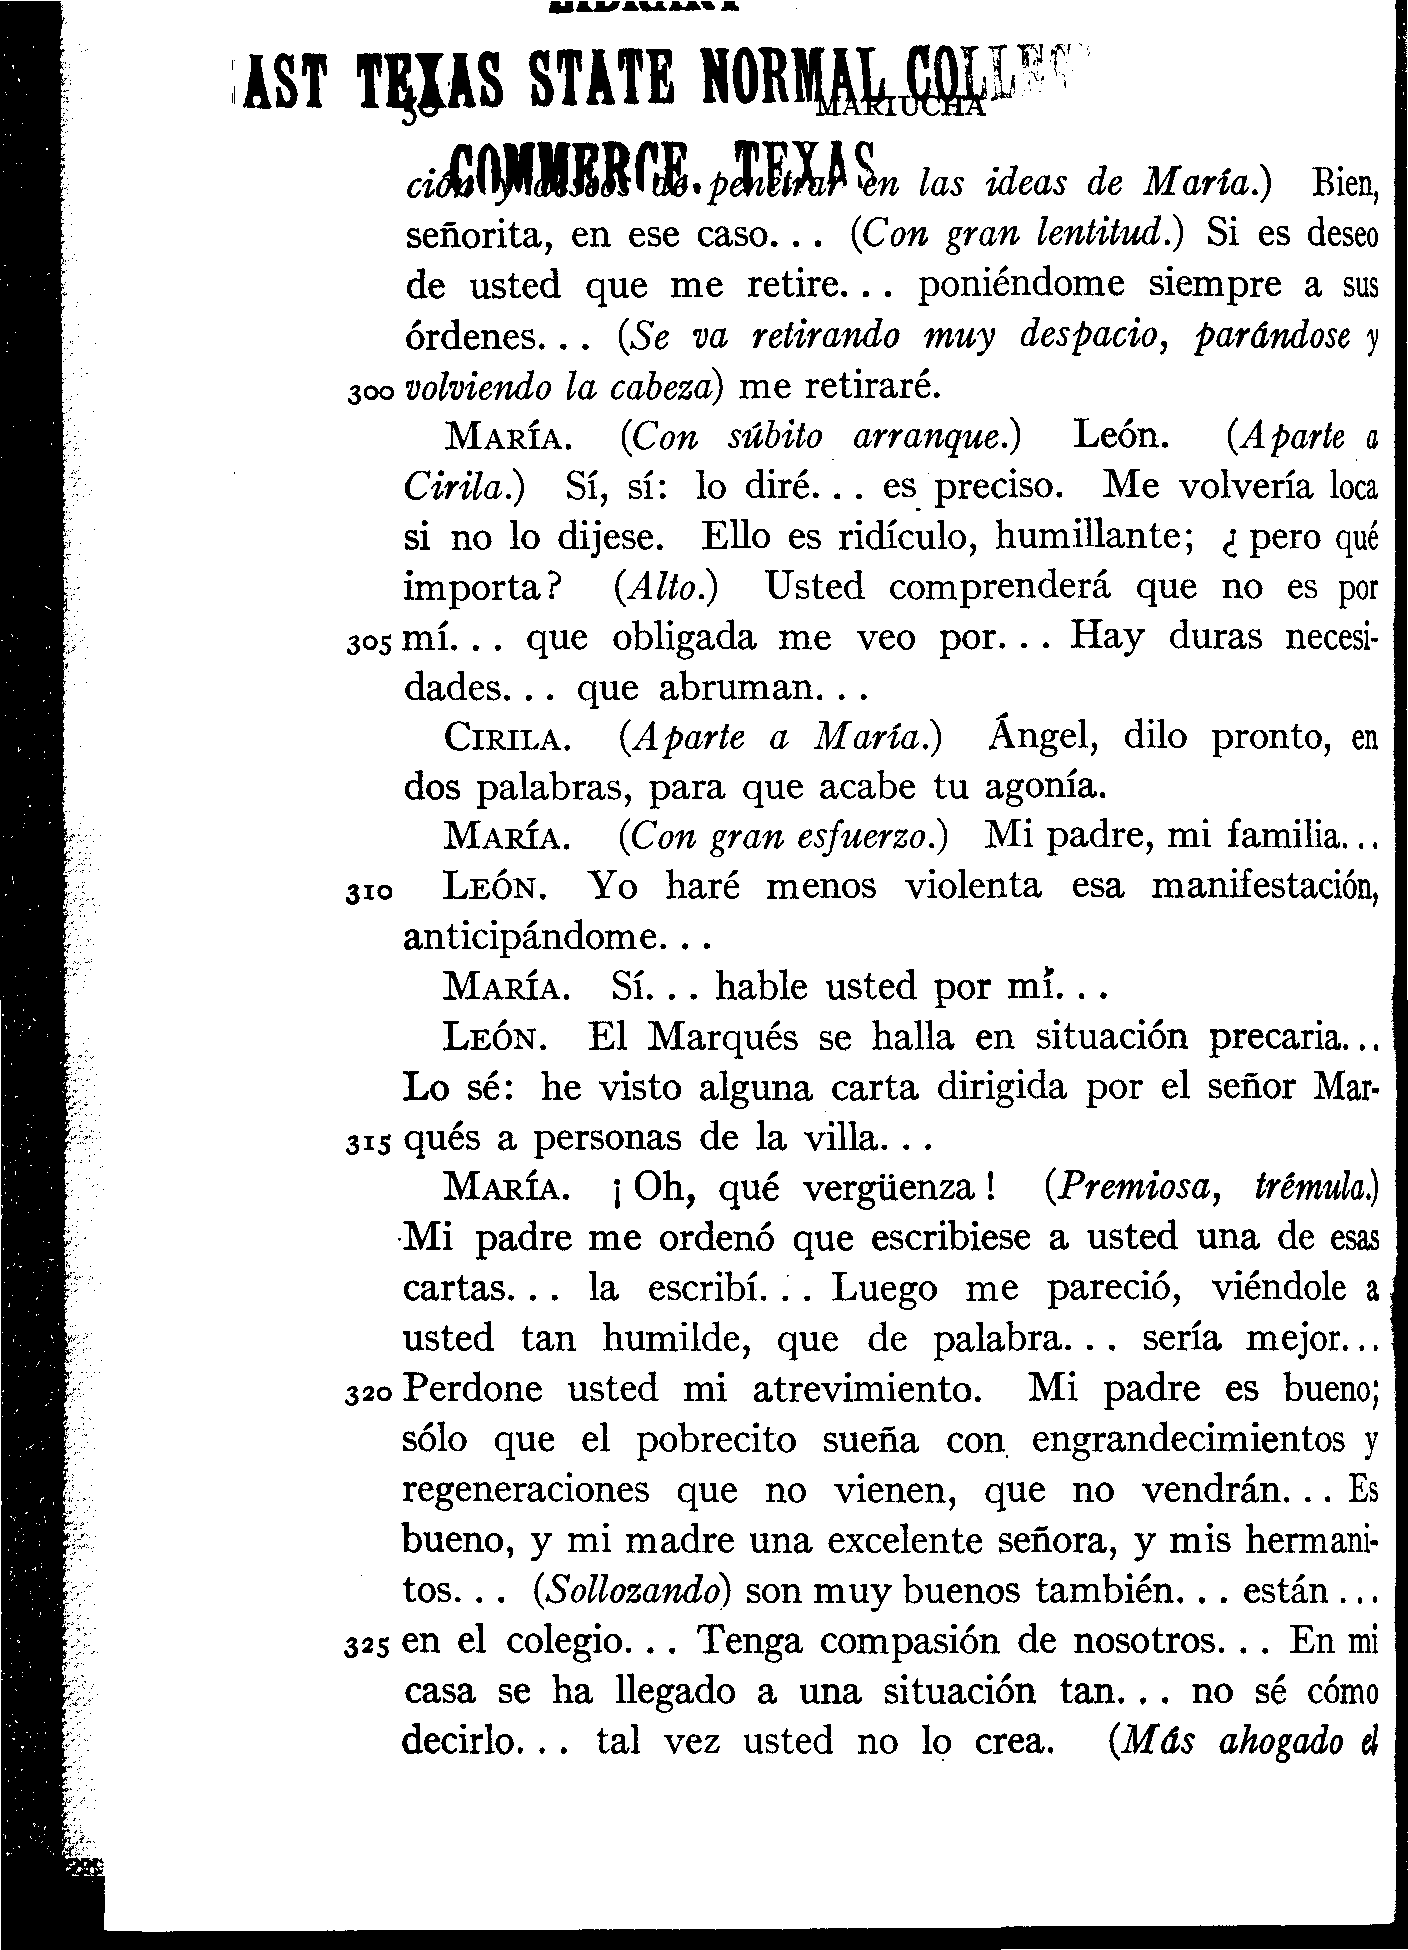 AST TEXAS STATE NORMAL COLLEG
MARIUCHA
COMMERCE, TEXAS
ción y deseos de penetrar en las ideas de María.) Bien,
señorita, en ese caso... (Con gran lentitud.) Si es deseo
de usted que me retire... poniéndome siempre a sus
órdenes... (Se va retirando muy despacio, parándose y
300 volviendo la cabeza) me retiraré.
MARÍA. (Con súbito arranque.) León. (Aparte a
Cirila.) Sí, sí: lo diré... es preciso. Me volvería loca
si no lo dijese. Ello es ridículo, humillante; ¿ pero qué
importa? (Alto.) Usted comprenderá que no es por
305 mí... que obligada me veo por... Hay duras necesi-
dades... que abruman...
CIRILA. (Aparte a María.) Ángel, dilo pronto, en
dos palabras, para que acabe tu agonía.
MARÍA. (Con gran esfuerzo.) Mi padre, mi familia...
310 LEÓN. Yo haré menos violenta esa manifestación,
anticipándome...
MARÍA. Sí... hable usted por mí...
LEÓN. El Marqués se halla en situación precaria...
Lo sé: he visto alguna carta dirigida por el señor Mar-
315 qués a personas de la villa...
MARÍA. ¡ Oh, qué vergüenza ! (Premiosa, trémula.)
Mi padre me ordenó que escribiese a usted una de esas
cartas... la escribí... Luego me pareció, viéndole a
usted tan humilde, que de palabra... sería mejor...
320 Perdone usted mi atrevimiento. Mi padre es bueno;
sólo que el pobrecito sueña con engrandecimientos y
regeneraciones que no vienen, que no vendrán... Es
bueno, y mi madre una excelente señora, y mis hermani-
tos... (Sollozando) son muy buenos también... están ...
325 en el colegio... Tenga compasión de nosotros... En mi
casa se ha llegado a una situación tan... no sé cómo
decirlo... tal vez usted no lo crea. (Más ahogado el